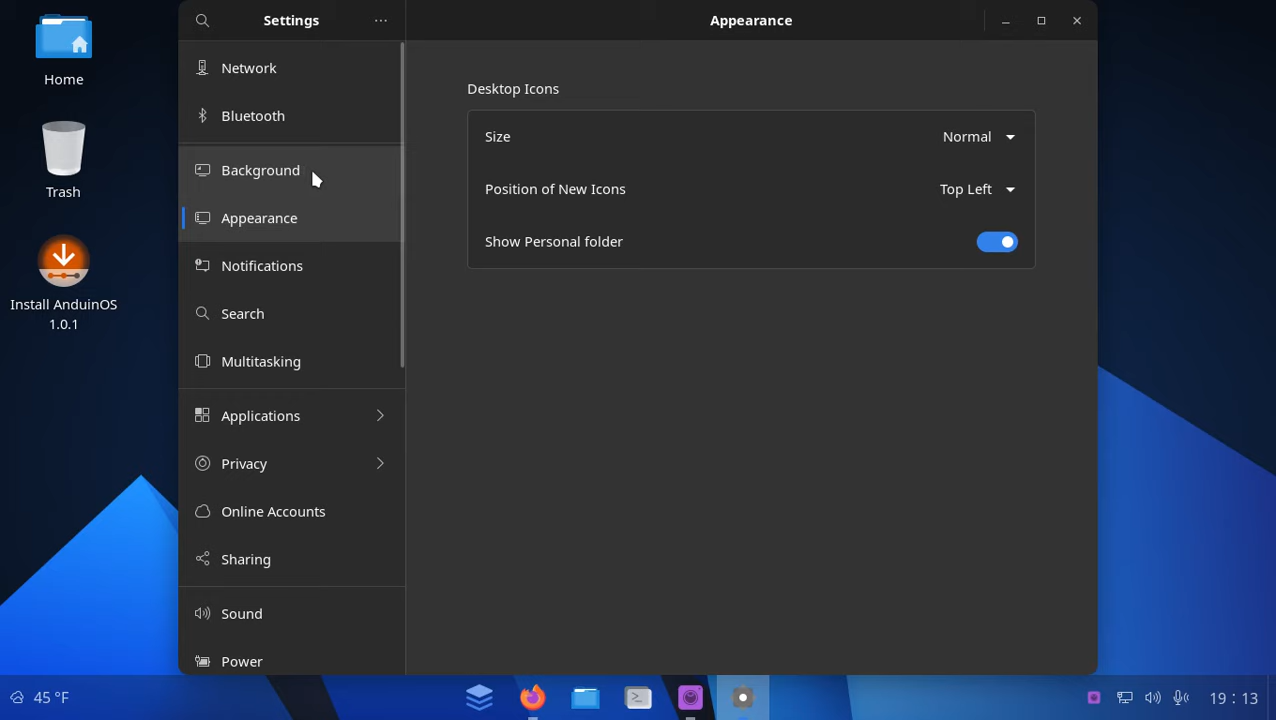 Home
Trash
Install AnduinOS
1.0.1
Settings
Network
Bluetooth
Background
Appearance
Notifications
Search
Multitasking
Applications
Privacy
Online Accounts
Sharing
Sound
Power
Appearance
Desktop Icons
Size Normal
Position of New Icons Top Left
Show Personal folder
45 °F
19 : 13